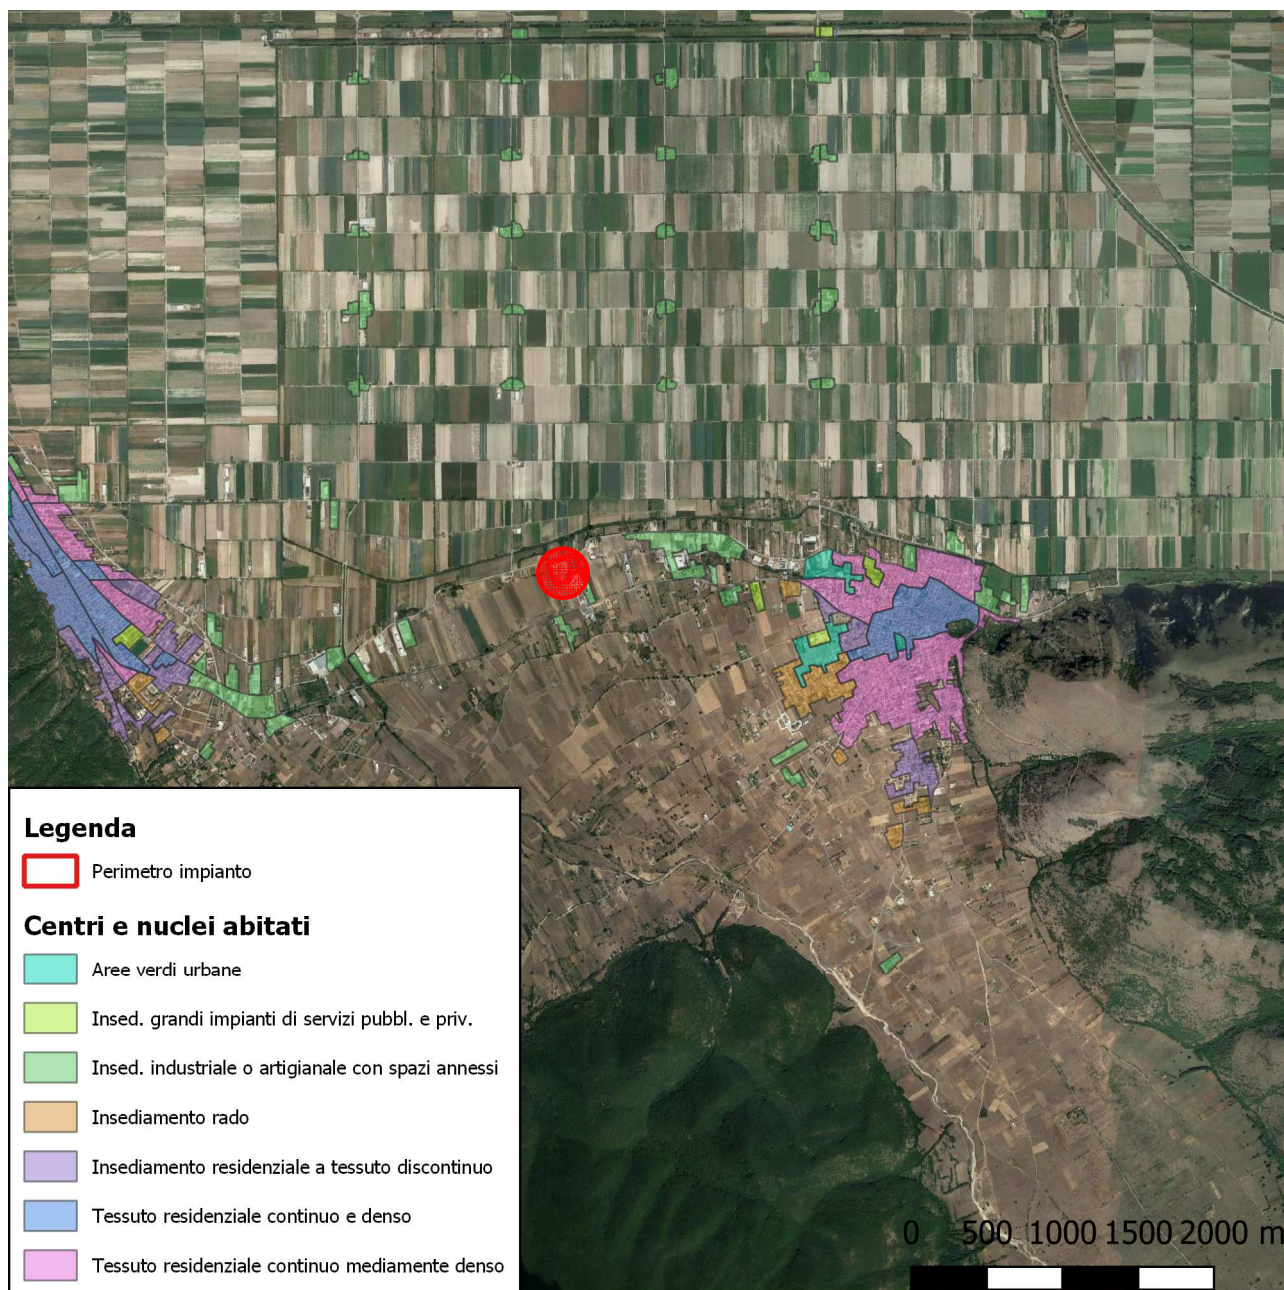 Legenda
Perimetro impianto
Centri e nuclei abitati
Aree verdi urbane
Insed. grandi impianti di servizi pubbl. e priv.
Insed. industriale o artigianale con spazi annessi
Insediamento rado
Insediamento residenziale a tessuto discontinuo
Tessuto residenziale continuo e denso
Tessuto residenziale continuo mediamente denso
0 500 1000 1500 2000 m